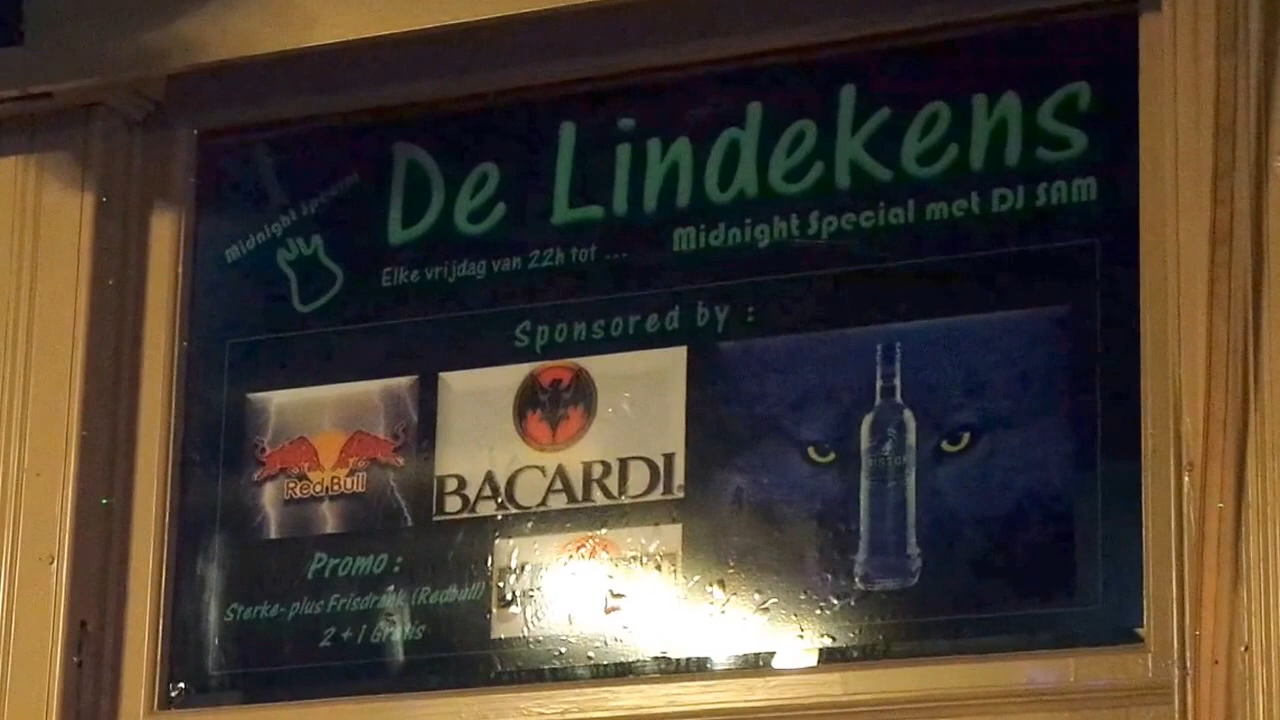 De Lindekens
Midnight Special
Elke vrijdag van 22h tot ...
Midnight Special met DJ SAM
Sponsored by :
Red Bull
BACARDI
Promo :
Sterke- plus Frisdrank (Redbull)
2 + 1 Gratis